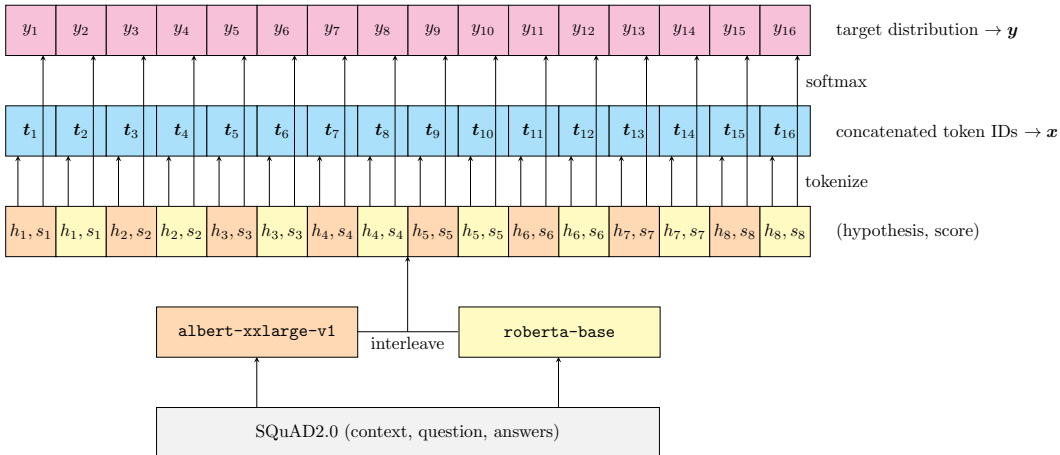 y1 y2 y3 y4 y5 y6 y7 y8 y9 y10 y11 y12 y13 y14 y15 y16 target distribution → y
softmax
t1 t2 t3 t4 t5 t6 t7 t8 t9 t10 t11 t12 t13 t14 t15 t16 concatenated token IDs → x
tokenize
h1, s1 h1, s1 h2, s2 h2, s2 h3, s3 h3, s3 h4, s4 h4, s4 h5, s5 h5, s5 h6, s6 h6, s6 h7, s7 h7, s7 h8, s8 h8, s8 (hypothesis, score)
albert-xxlarge-v1 interleave roberta-base
SQuAD2.0 (context, question, answers)